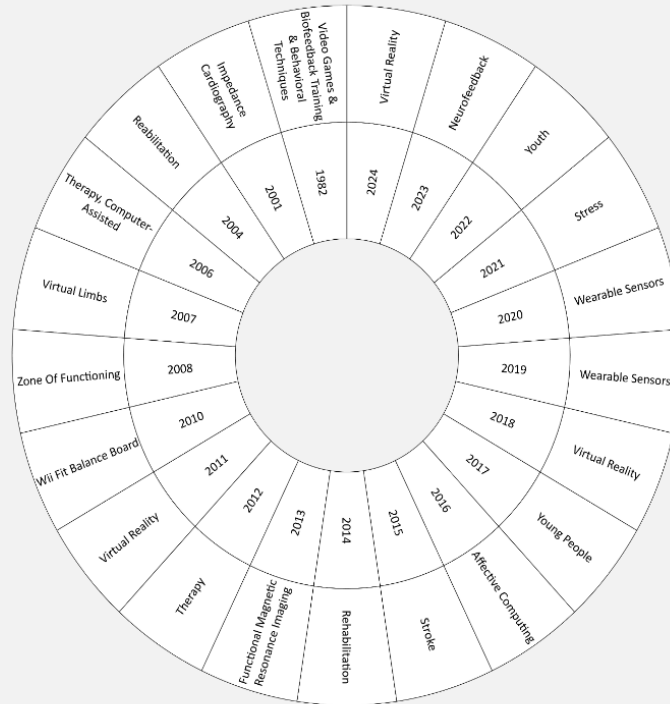 Virtual Reality
2024
Neurofeedback
2023
Youth
2022
Stress
2021
Wearable Sensors
2020
Wearable Sensors
2019
Virtual Reality
2018
Young People
2017
Affective Computing
2016
Stroke
2015
Rehabilitation
2014
Functional Magnetic
Resonance Imaging
2013
Therapy
2012
Virtual Reality
2011
Wii Fit Balance Board
2010
Zone Of Functioning
2008
Virtual Limbs
2007
Therapy, Computer-
Assisted
2006
Reabilitation
2004
Impedance
Cardiography
2001
Video Games &
Biofeedback Training
& Behavioral
Techniques
1982